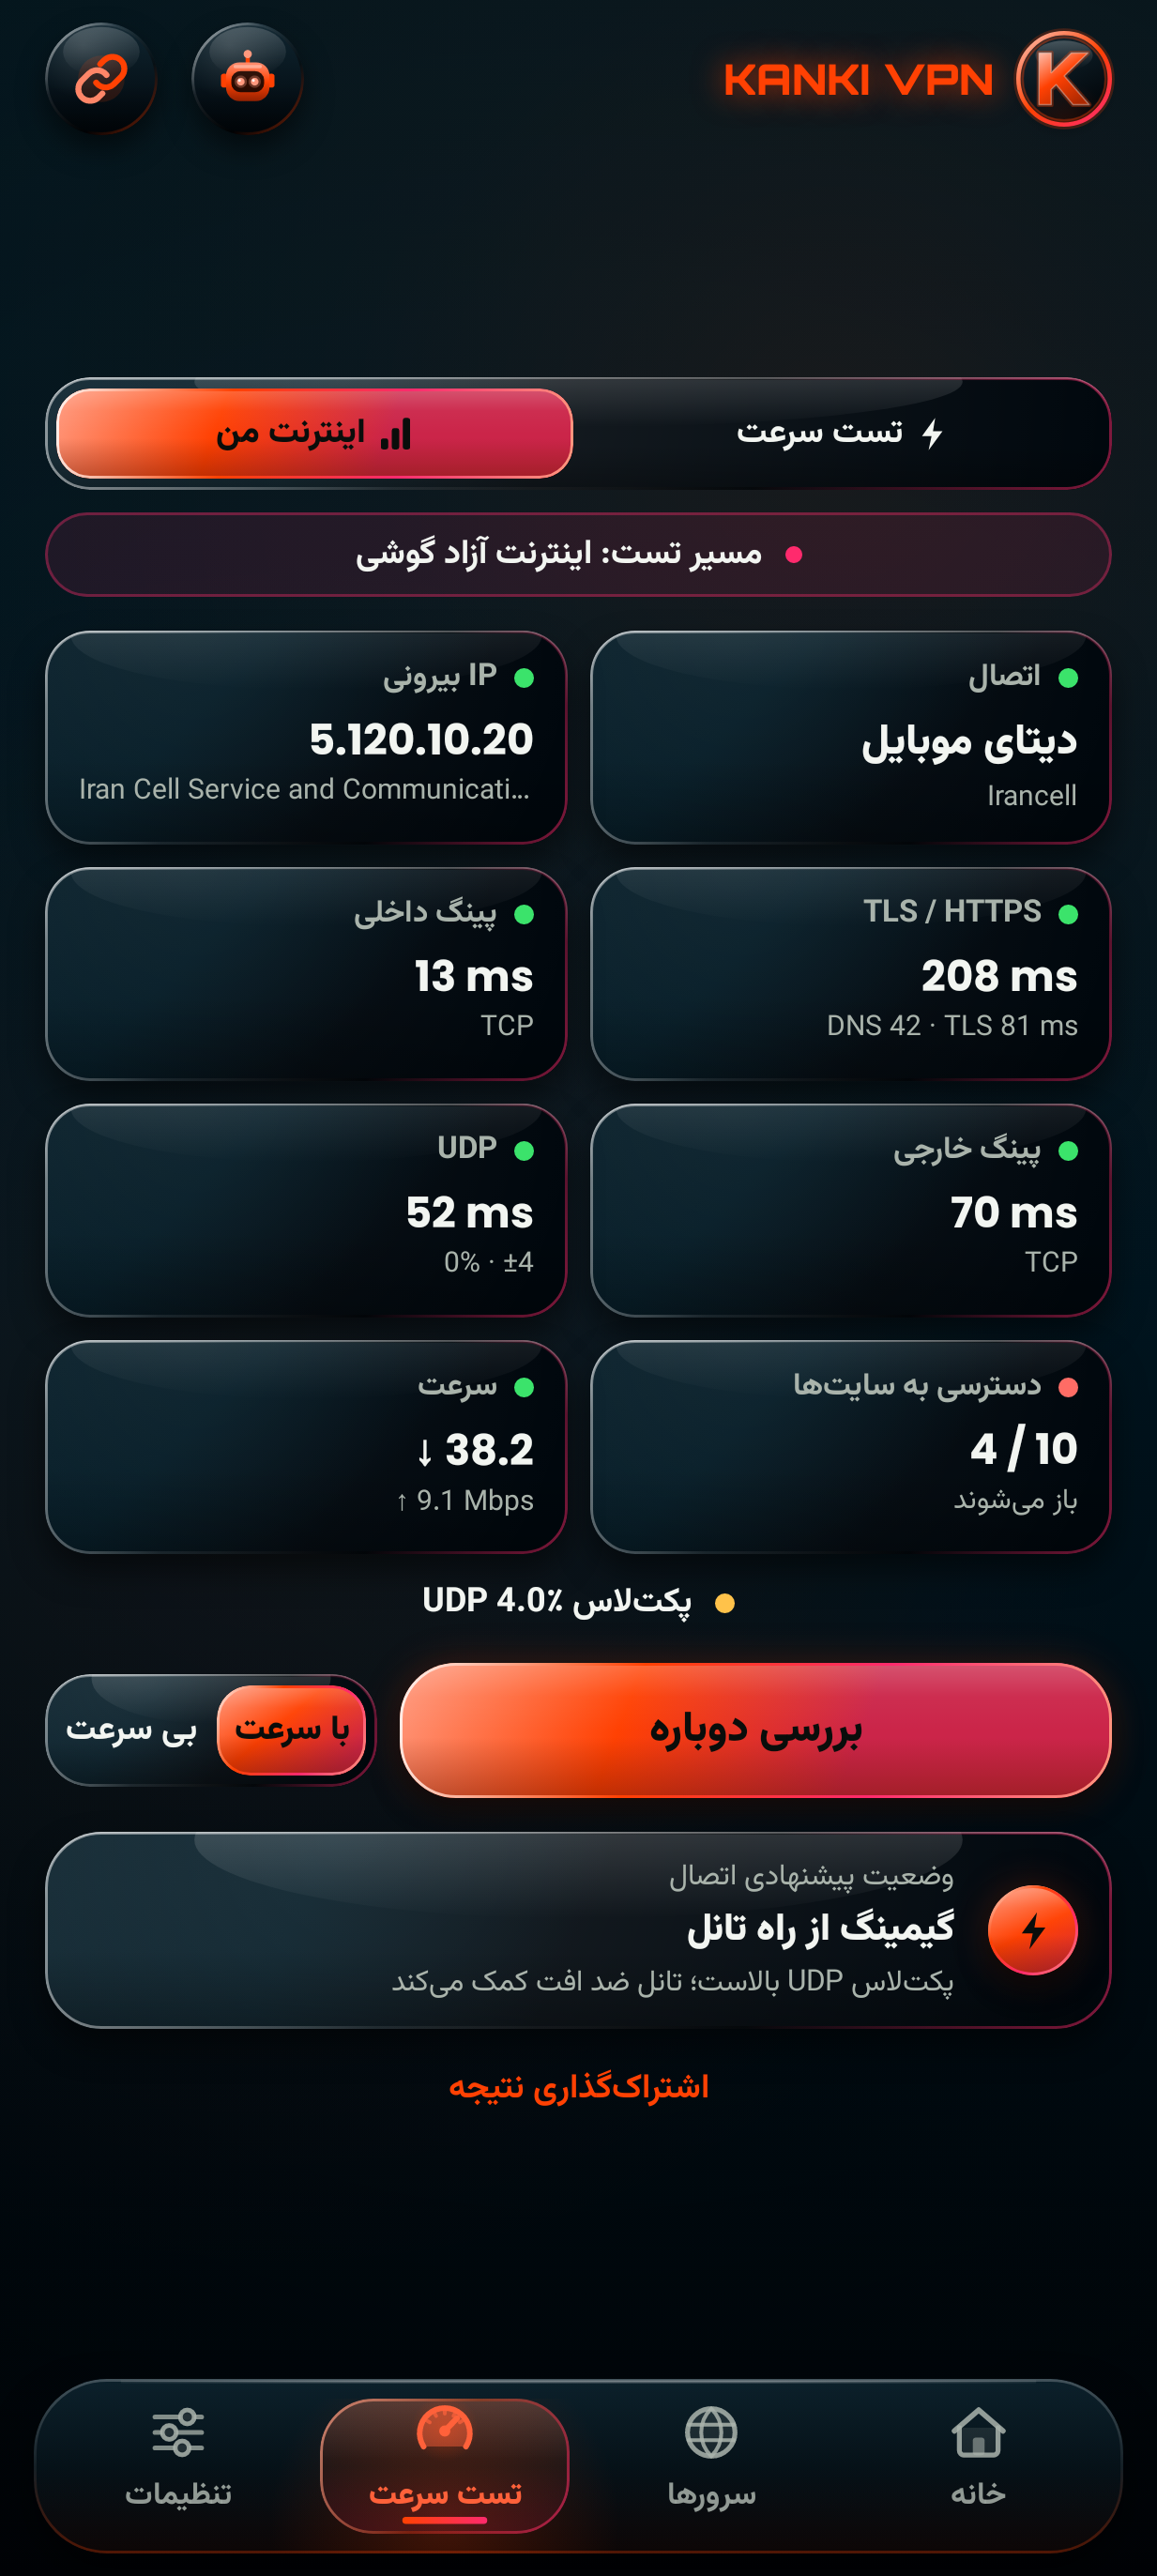 KANKI VPN
تست سرعت
اینترنت من
مسیر تست: اینترنت آزاد گوشی
اتصال
دیتای موبایل
Irancell
IP بیرونی
5.120.10.20
Iran Cell Service and Communicati...
TLS / HTTPS
208 ms
DNS 42 · TLS 81 ms
پینگ داخلی
13 ms
TCP
پینگ خارجی
70 ms
TCP
UDP
52 ms
0% · ±4
دسترسی به سایت‌ها
4 / 10
باز می‌شوند
سرعت
↓ 38.2
↑ 9.1 Mbps
پکت‌لاس UDP 4.0٪
بررسی دوباره
با سرعت
بی سرعت
وضعیت پیشنهادی اتصال
گیمینگ از راه تانل
پکت‌لاس UDP بالاست؛ تانل ضد افت کمک می‌کند
اشتراک‌گذاری نتیجه
خانه
سرورها
تست سرعت
تنظیمات